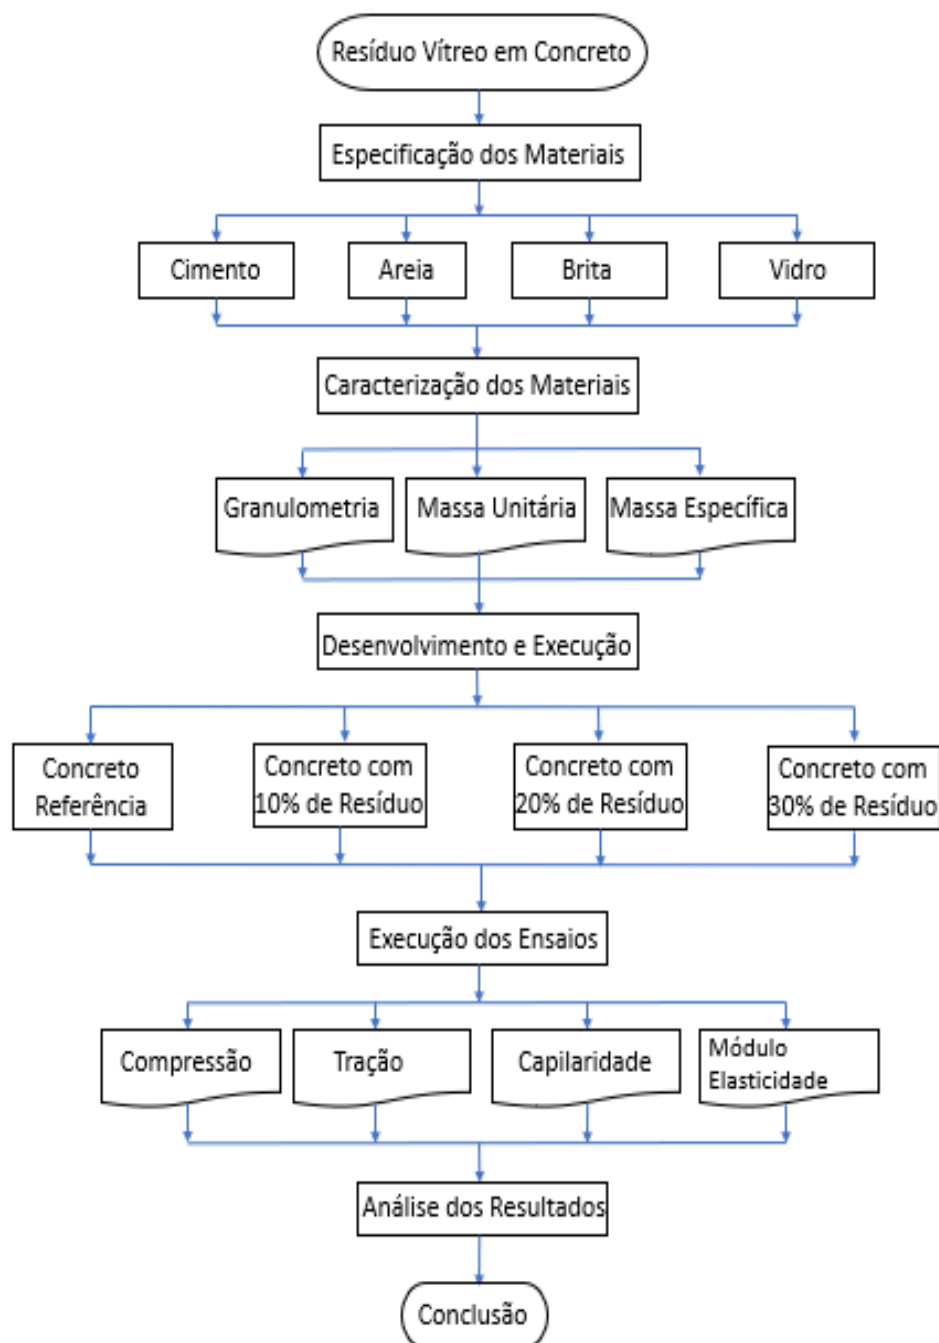 Resíduo Vítreo em Concreto
Especificação dos Materiais
Cimento
Areia
Brita
Vidro
Caracterização dos Materiais
Granulometria
Massa Unitária
Massa Específica
Desenvolvimento e Execução
Concreto
Referência
Concreto com
10% de Resíduo
Concreto com
20% de Resíduo
Concreto com
30% de Resíduo
Execução dos Ensaios
Compressão
Tração
Capilaridade
Módulo
Elasticidade
Análise dos Resultados
Conclusão